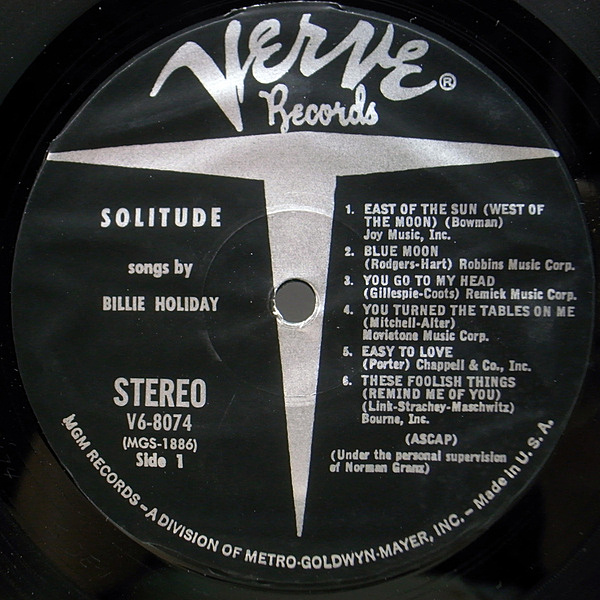 Verve®
Records
SOLITUDE
songs by
BILLIE HOLIDAY
STEREO
V6-8074
(MGS-1886)
Side 1
1. EAST OF THE SUN (WEST OF
THE MOON) (Bowman)
Joy Music, Inc.
2. BLUE MOON
(Rodgers-Hart) Robbins Music Corp.
3. YOU GO TO MY HEAD
(Gillespie-Coots) Remick Music Corp.
4. YOU TURNED THE TABLES ON ME
(Mitchell-Alter)
Movietone Music Corp.
5. EASY TO LOVE
(Porter) Chappell & Co., Inc.
6. THESE FOOLISH THINGS
(REMIND ME OF YOU)
(Link-Strachey-Maschwitz)
Bourne, Inc.
(ASCAP)
(Under the personal supervision
of Norman Granz)
MGM RECORDS – A DIVISION OF METRO-GOLDWYN-MAYER, INC. – Made in U. S. A.